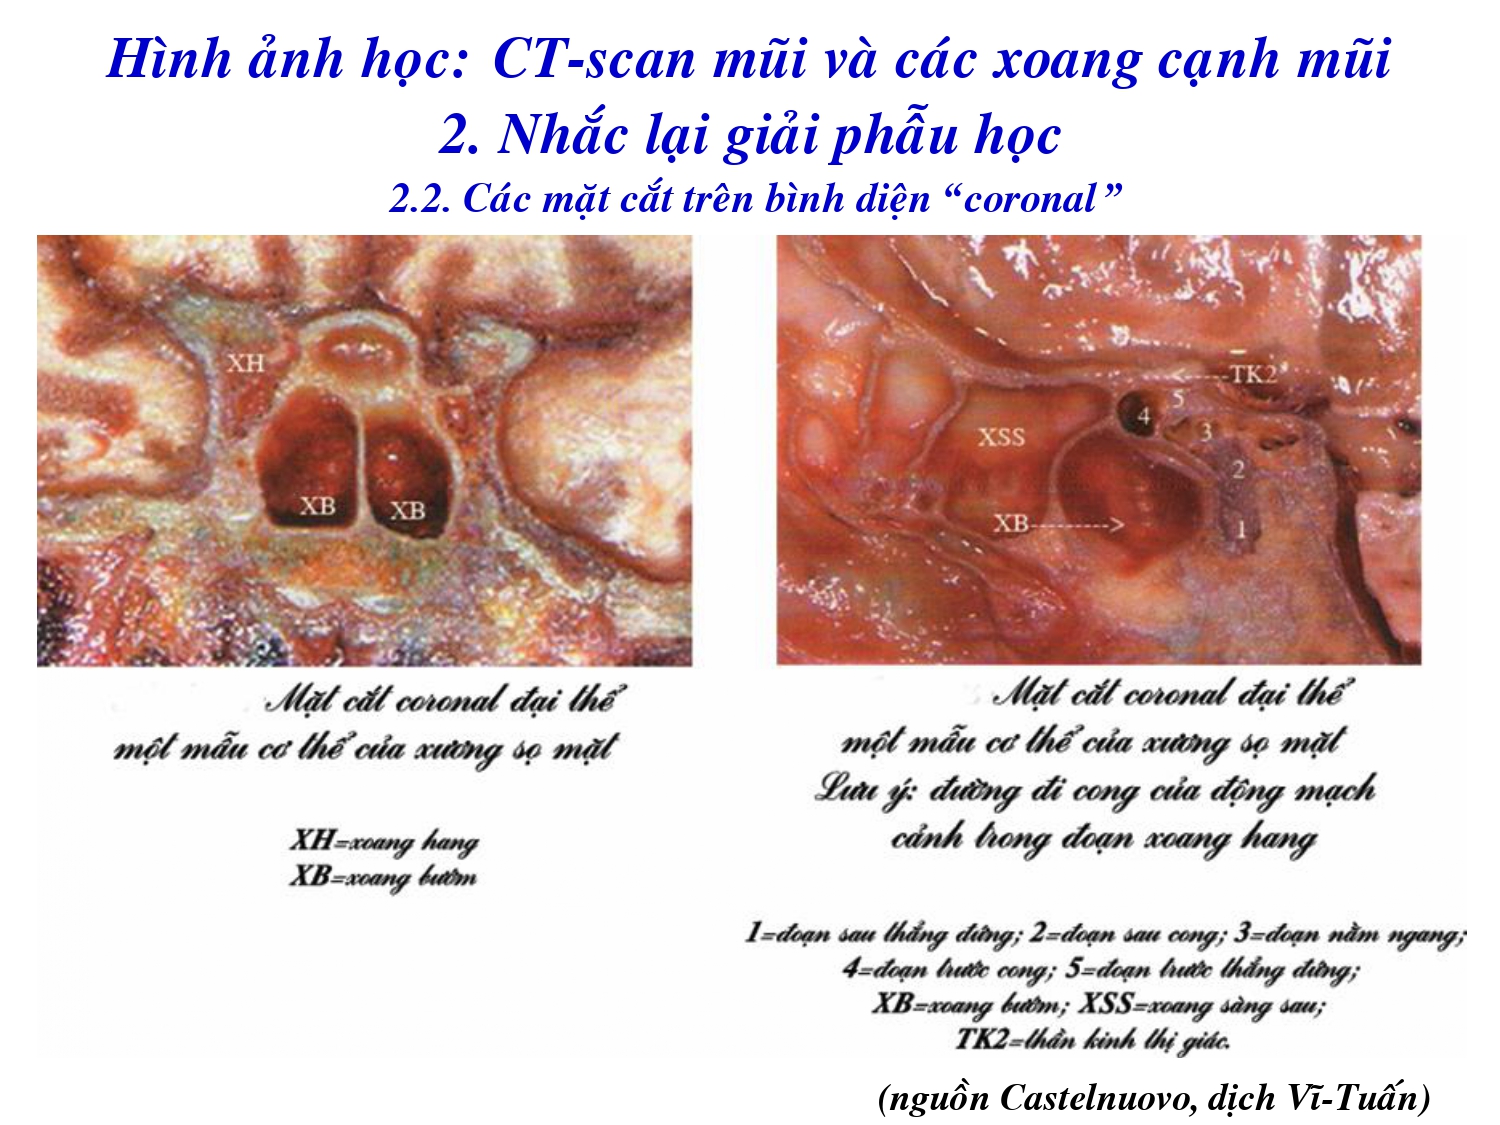 Hình ảnh học: CT-scan mũi và các xoang cạnh mũi
2. Nhắc lại giải phẫu học
2.2. Các mặt cắt trên bình diện “coronal”
XH
XB
XB
<-----TK2
5
4
3
XSS
2
XB--------->
1
Mặt cắt coronal đại thể
một mẫu cơ thể của xương sọ mặt
XH=xoang hang
XB=xoang bướm
Mặt cắt coronal đại thể
một mẫu cơ thể của xương sọ mặt
Lưu ý: đường đi cong của động mạch
cảnh trong đoạn xoang hang
1=đoạn sau thẳng đứng; 2=đoạn sau cong; 3=đoạn nằm ngang;
4=đoạn trước cong; 5=đoạn trước thẳng đứng;
XB=xoang bướm; XSS=xoang sàng sau;
TK2=thần kinh thị giác.
(nguồn Castelnuovo, dịch Vĩ-Tuấn)